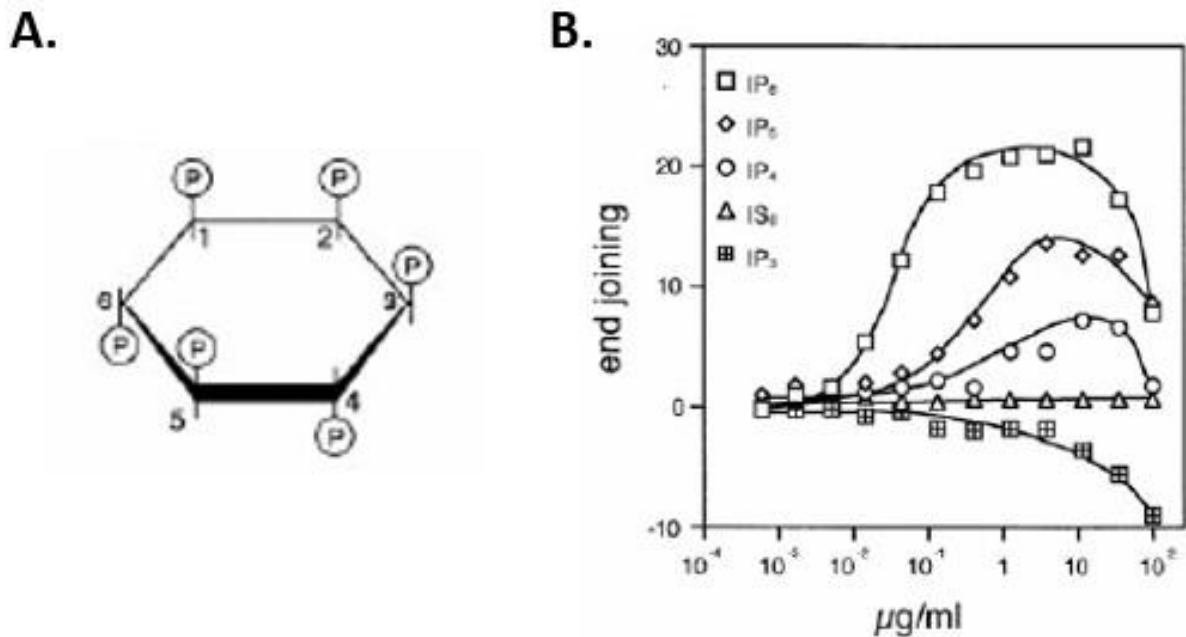 A.
P P
1 2
P
6 3
P P
5 4
P
B.
30
20
10
0
-10
end joining
IP₆
IP₅
IP₄
IS₆
IP₃
10⁻⁴ 10⁻³ 10⁻² 10⁻¹ 1 10 10²
µg/ml